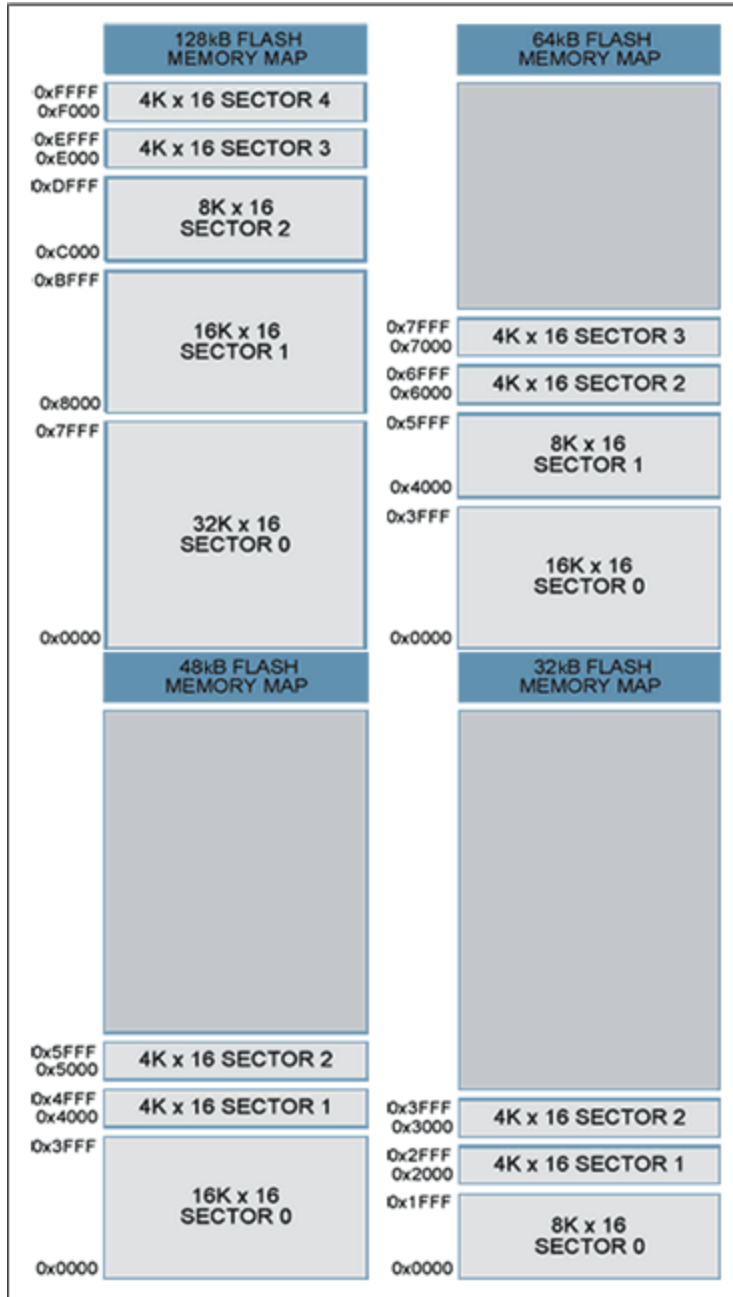 128kB FLASH
MEMORY MAP
0xFFFF
0xF000
4K x 16 SECTOR 4
0xEFFF
0xE000
4K x 16 SECTOR 3
0xDFFF
8K x 16
SECTOR 2
0xC000
0xBFFF
16K x 16
SECTOR 1
0x8000
0x7FFF
32K x 16
SECTOR 0
0x0000
64kB FLASH
MEMORY MAP
0x7FFF
0x7000
4K x 16 SECTOR 3
0x6FFF
0x6000
4K x 16 SECTOR 2
0x5FFF
8K x 16
SECTOR 1
0x4000
0x3FFF
16K x 16
SECTOR 0
0x0000
48kB FLASH
MEMORY MAP
0x5FFF
0x5000
4K x 16 SECTOR 2
0x4FFF
0x4000
4K x 16 SECTOR 1
0x3FFF
16K x 16
SECTOR 0
0x0000
32kB FLASH
MEMORY MAP
0x3FFF
0x3000
4K x 16 SECTOR 2
0x2FFF
0x2000
4K x 16 SECTOR 1
0x1FFF
8K x 16
SECTOR 0
0x0000